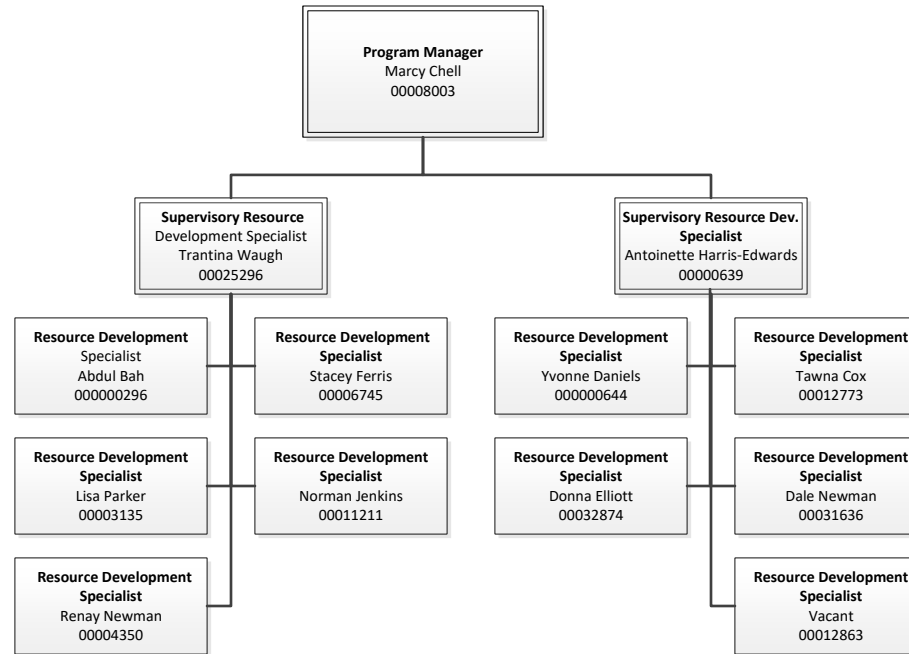 Program Manager
Marcy Chell
00008003
Supervisory Resource
Development Specialist
Trantina Waugh
00025296
Supervisory Resource Dev.
Specialist
Antoinette Harris-Edwards
00000639
Resource Development
Specialist
Abdul Bah
000000296
Resource Development
Specialist
Stacey Ferris
00006745
Resource Development
Specialist
Yvonne Daniels
000000644
Resource Development
Specialist
Tawna Cox
00012773
Resource Development
Specialist
Lisa Parker
00003135
Resource Development
Specialist
Norman Jenkins
00011211
Resource Development
Specialist
Donna Elliott
00032874
Resource Development
Specialist
Dale Newman
00031636
Resource Development
Specialist
Renay Newman
00004350
Resource Development
Specialist
Vacant
00012863